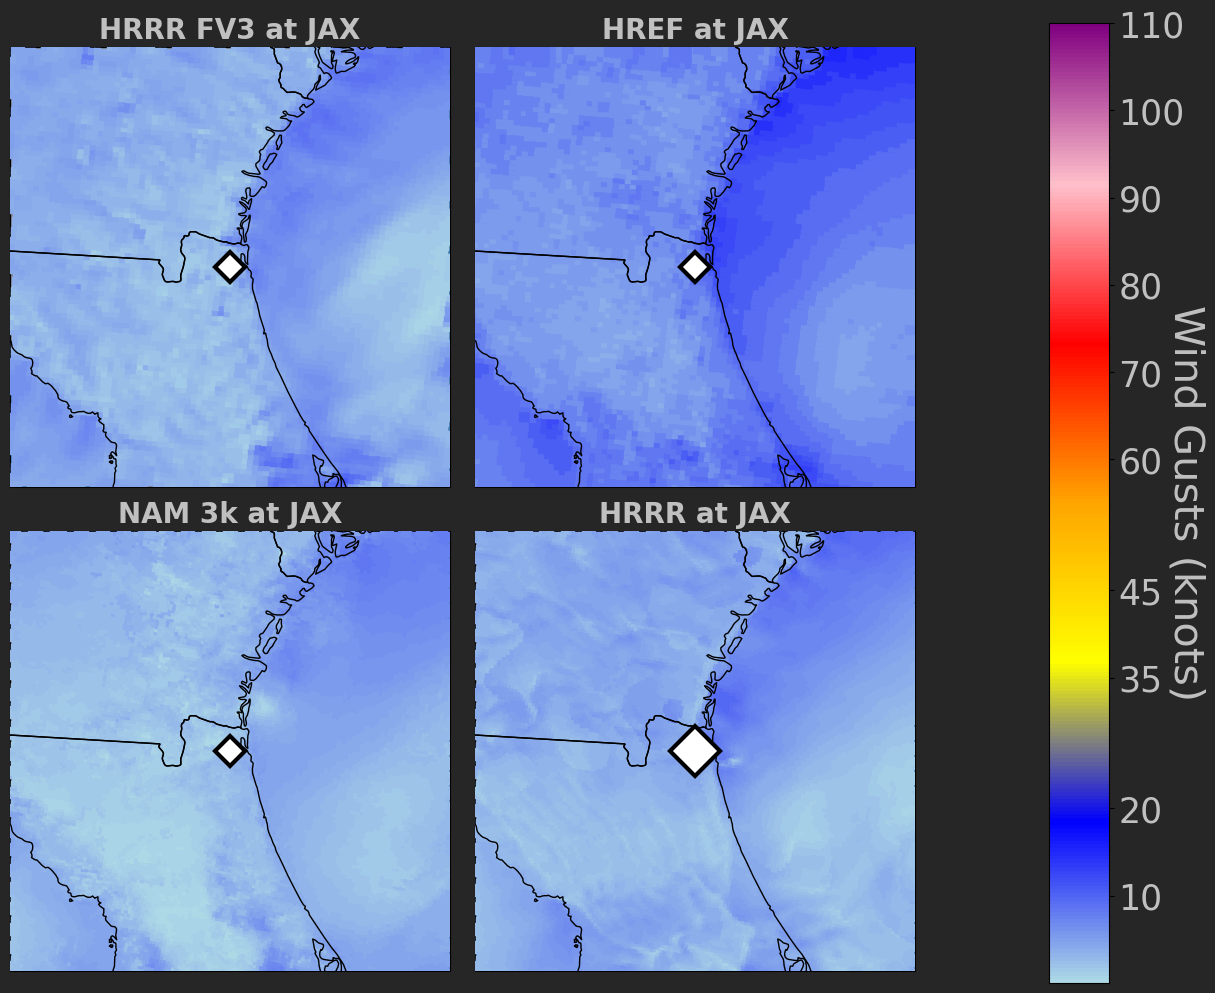 HRRR FV3 at JAX
HREF at JAX
NAM 3k at JAX
HRRR at JAX
110
100
90
80
70
60
45
35
20
10
Wind Gusts (knots)